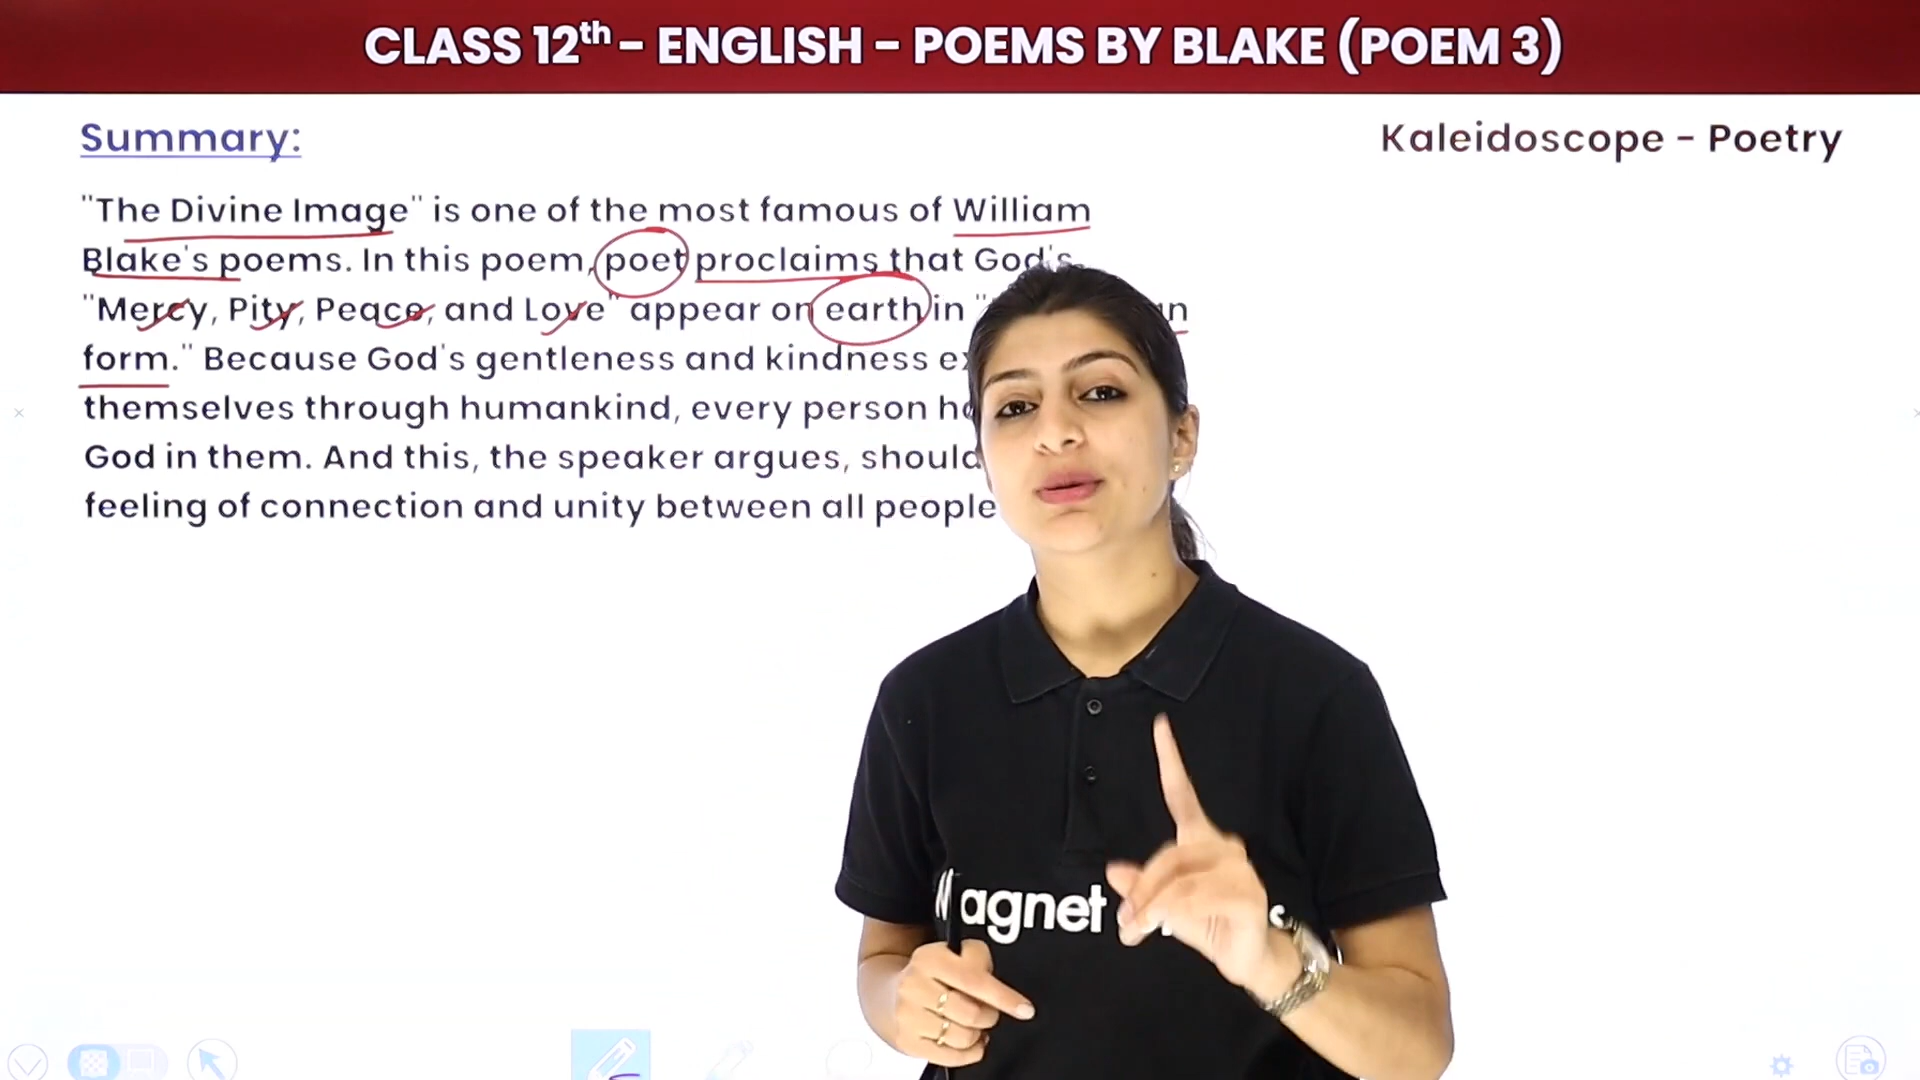 CLASS 12th – ENGLISH – POEMS BY BLAKE (POEM 3)
Summary:
Kaleidoscope - Poetry
"The Divine Image" is one of the most famous of William
Blake's poems. In this poem, poet proclaims that God's
"Mercy, Pity, Peace, and Love" appear on earth in "
form." Because God's gentleness and kindness
themselves through humankind, every person
God in them. And this, the speaker argues, should
feeling of connection and unity between all people
agnet